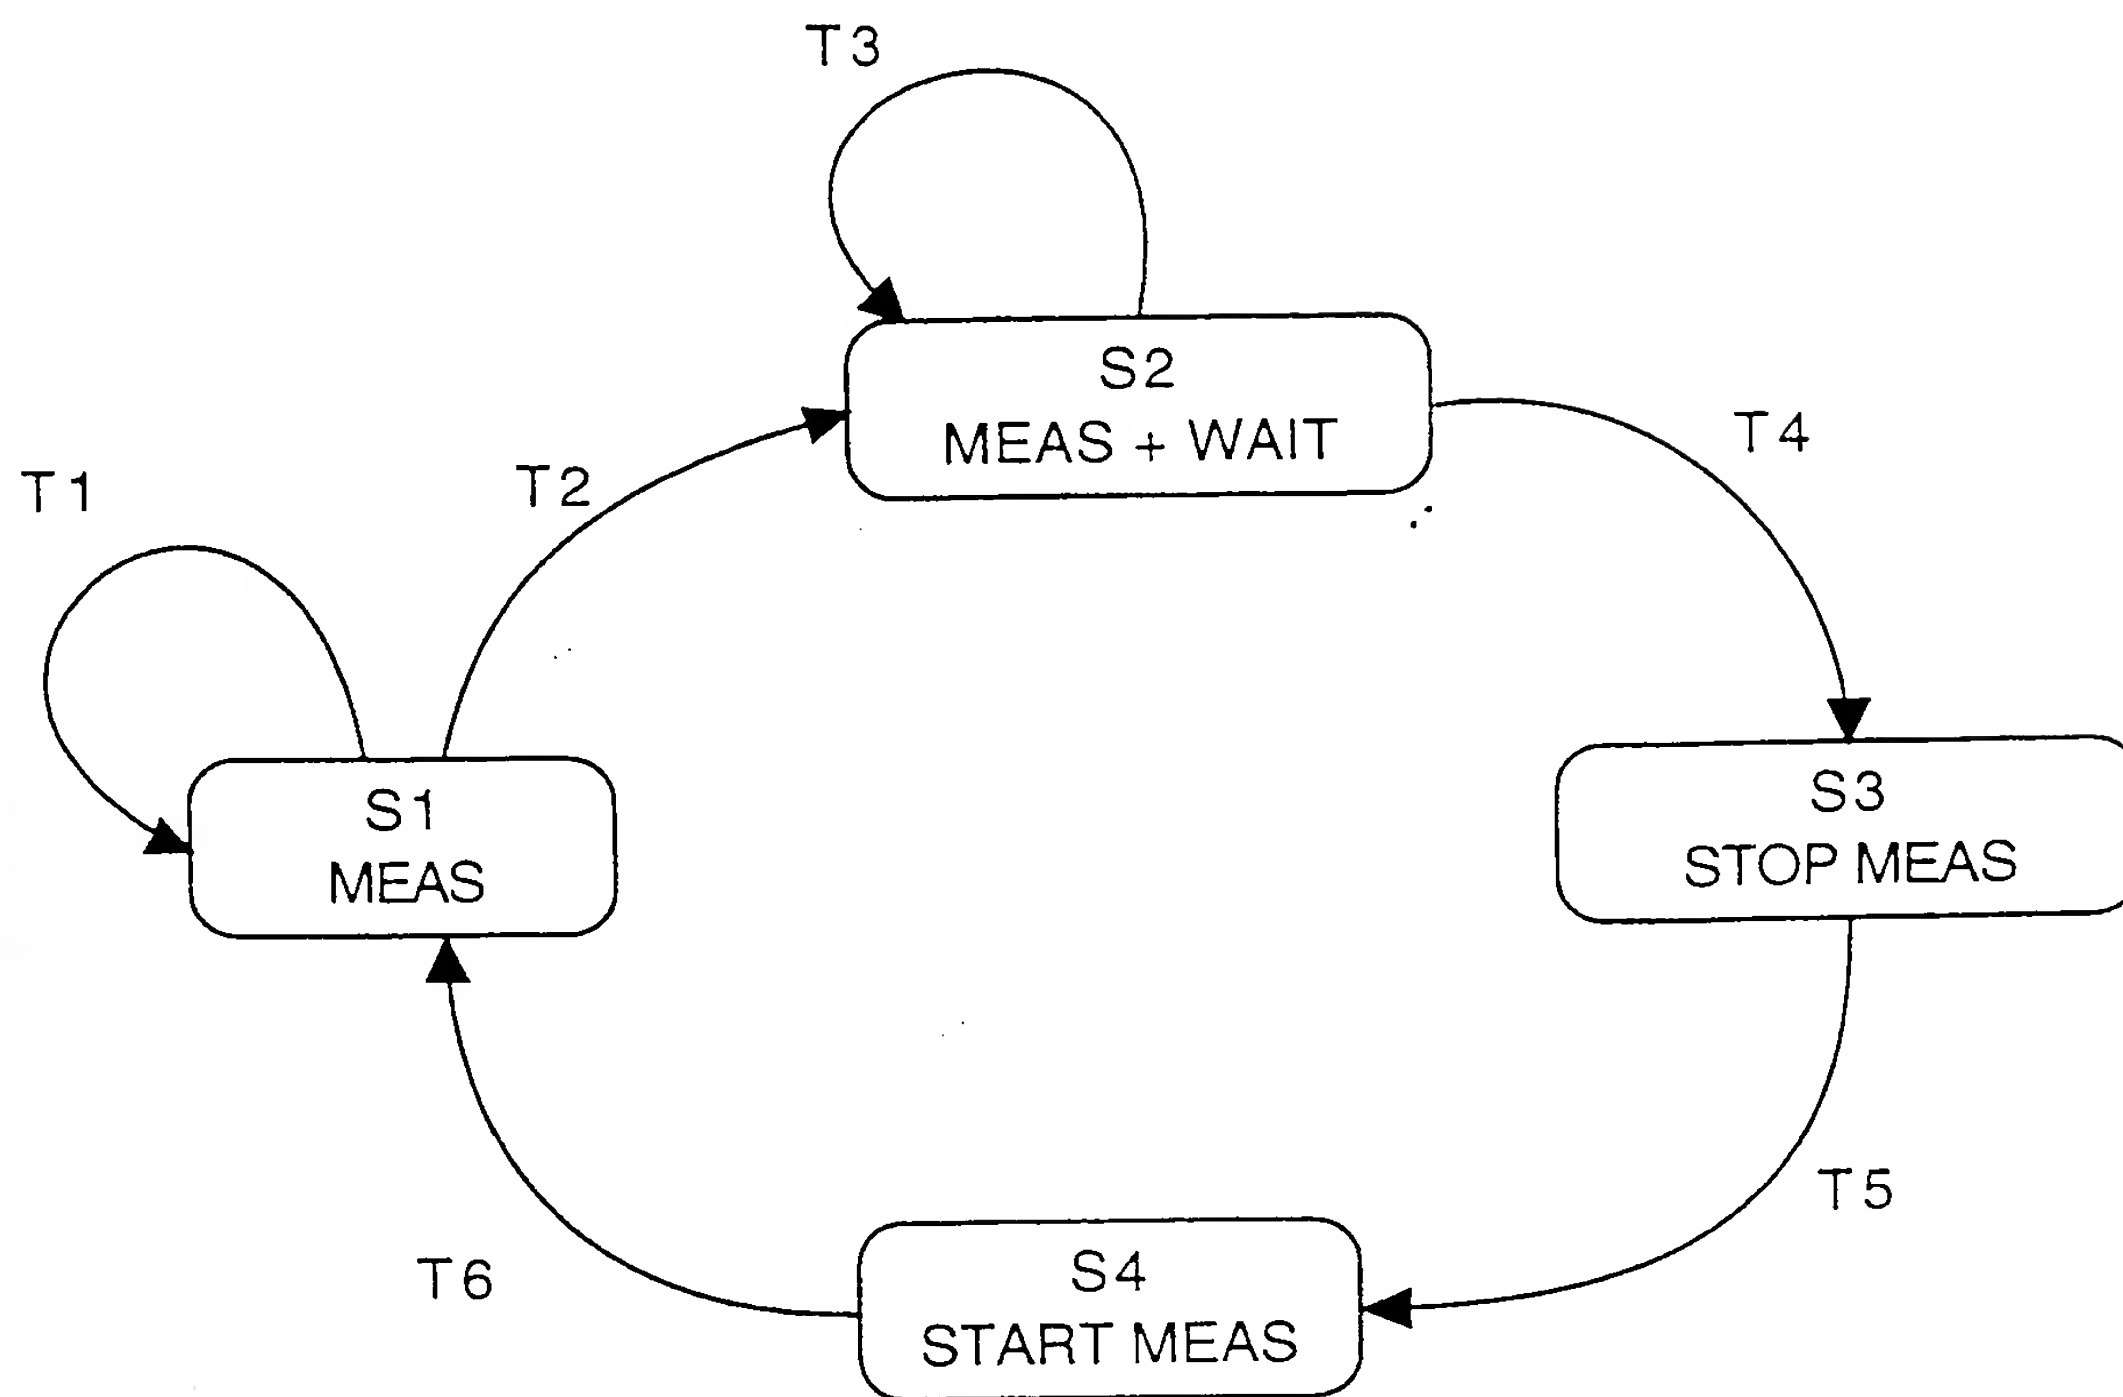 T3
S2
MEAS + WAIT
T4
T2
T1
S1
MEAS
S3
STOP MEAS
T5
T6
S4
START MEAS